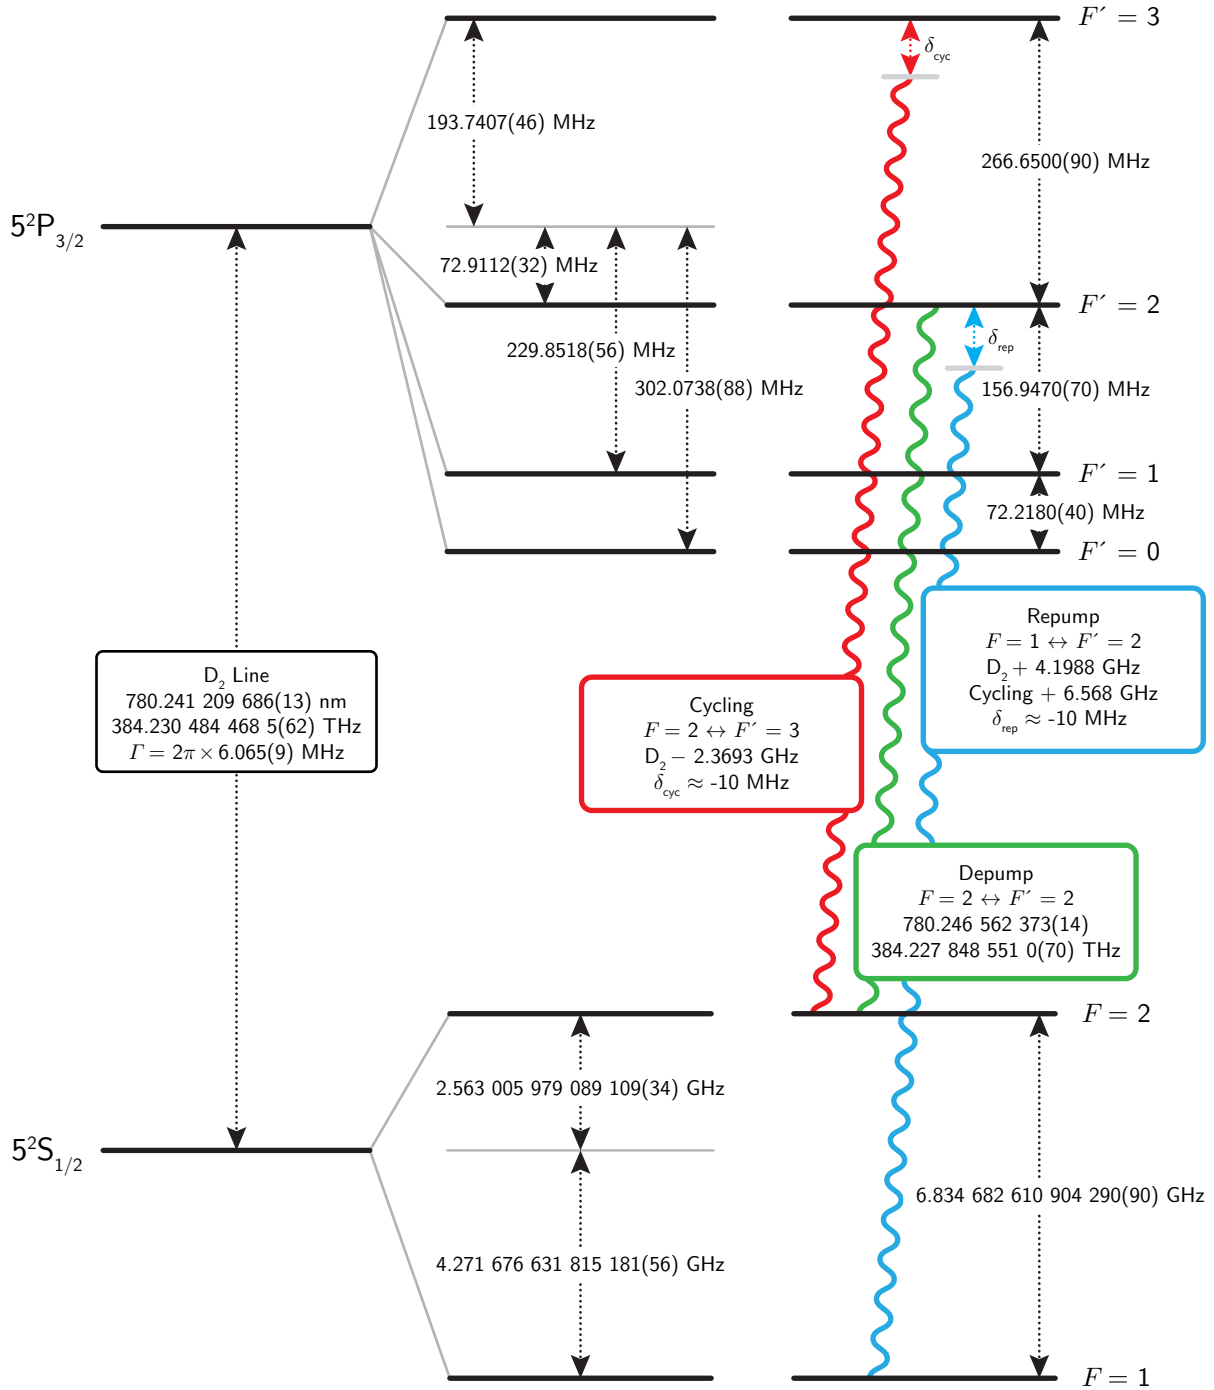 F´ = 3
δcyc
193.7407(46) MHz
266.6500(90) MHz
5²P3/2
72.9112(32) MHz
F´ = 2
δrep
229.8518(56) MHz
302.0738(88) MHz
156.9470(70) MHz
F´ = 1
72.2180(40) MHz
F´ = 0
Repump
F = 1 ↔ F´ = 2
D2 + 4.1988 GHz
Cycling + 6.568 GHz
δrep ≈ -10 MHz
D2 Line
780.241 209 686(13) nm
384.230 484 468 5(62) THz
Γ = 2π × 6.065(9) MHz
Cycling
F = 2 ↔ F´ = 3
D2 − 2.3693 GHz
δcyc ≈ -10 MHz
Depump
F = 2 ↔ F´ = 2
780.246 562 373(14)
384.227 848 551 0(70) THz
F = 2
2.563 005 979 089 109(34) GHz
5²S1/2
6.834 682 610 904 290(90) GHz
4.271 676 631 815 181(56) GHz
F = 1